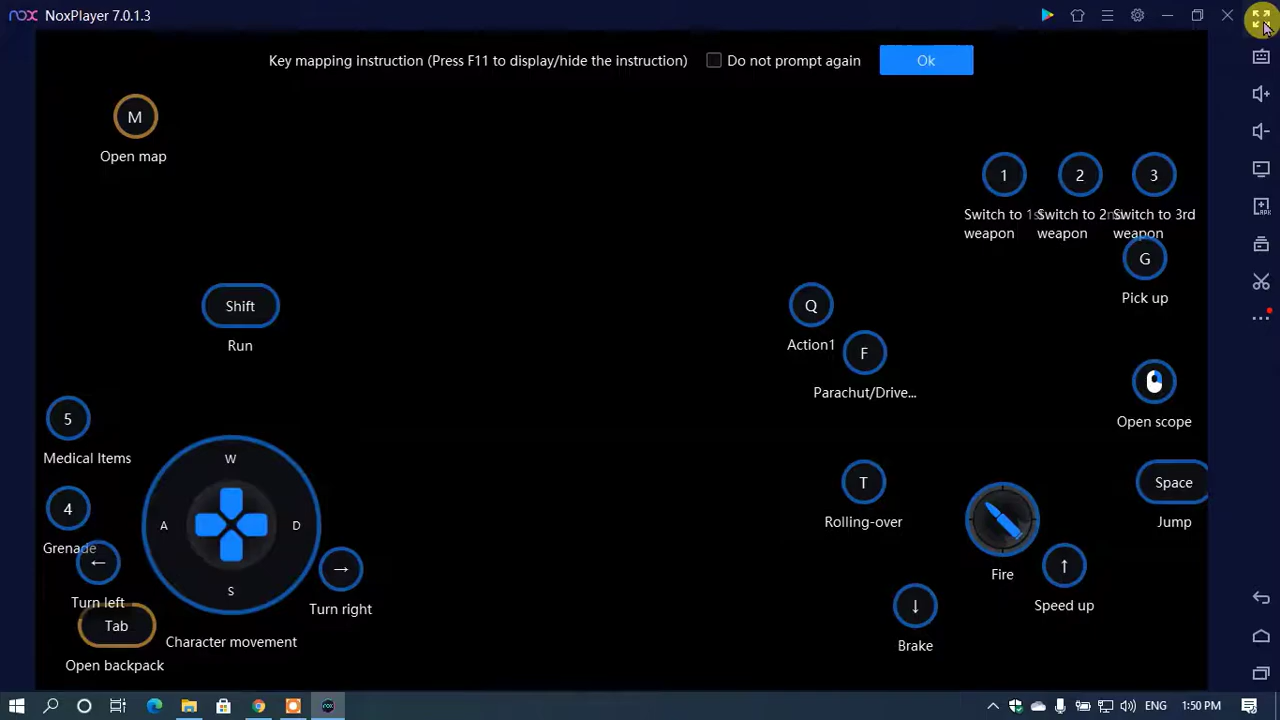 nox NoxPlayer 7.0.1.3
Key mapping instruction (Press F11 to display/hide the instruction) Do not prompt again Ok
M
Open map
1 2 3
Switch to 1st Switch to 2nd Switch to 3rd
weapon weapon weapon
G
Pick up
Shift
Run
Q
Action1
F
Parachut/Drive...
Open scope
5
Medical Items
W
A D
S
Character movement
4
Grenade
←
Turn left
→
Turn right
Tab
Open backpack
T
Rolling-over
Space
Jump
Fire
↑
Speed up
↓
Brake
APK
nox
ENG 1:50 PM